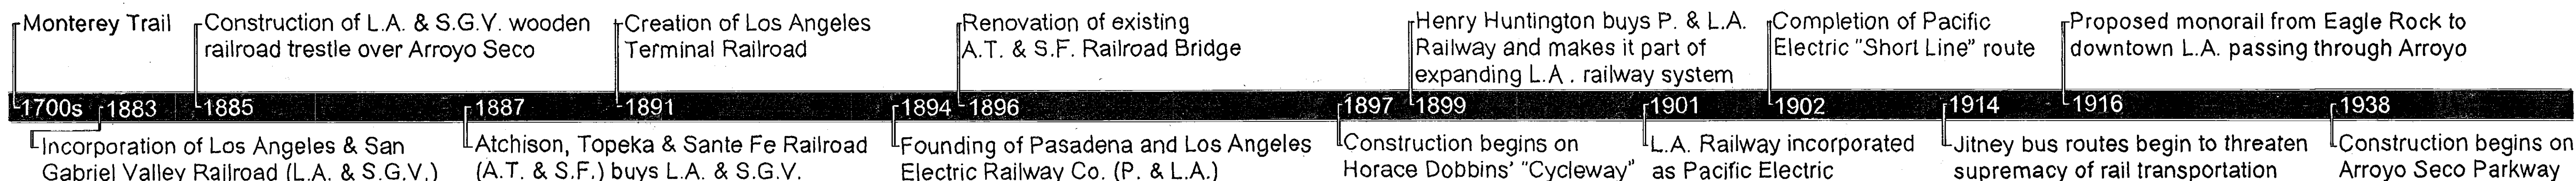 Monterey Trail
Construction of L.A. & S.G.V. wooden
railroad trestle over Arroyo Seco
Creation of Los Angeles
Terminal Railroad
Renovation of existing
A.T. & S.F. Railroad Bridge
Henry Huntington buys P. & L.A.
Railway and makes it part of
expanding L.A. railway system
Completion of Pacific
Electric "Short Line" route
Proposed monorail from Eagle Rock to
downtown L.A. passing through Arroyo
1700s 1883 1885 1887 1891 1894 1896 1897 1899 1901 1902 1914 1916 1938
Incorporation of Los Angeles & San
Gabriel Valley Railroad (L.A. & S.G.V.)
Atchison, Topeka & Sante Fe Railroad
(A.T. & S.F.) buys L.A. & S.G.V.
Founding of Pasadena and Los Angeles
Electric Railway Co. (P. & L.A.)
Construction begins on
Horace Dobbins' "Cycleway"
L.A. Railway incorporated
as Pacific Electric
Jitney bus routes begin to threaten
supremacy of rail transportation
Construction begins on
Arroyo Seco Parkway